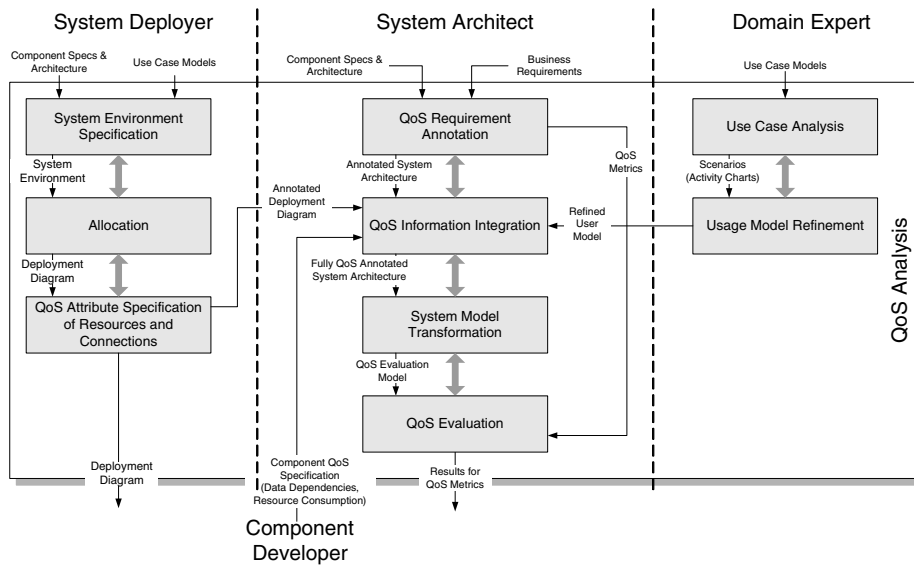 System Deployer
System Architect
Domain Expert
Component Specs &
Architecture
Use Case Models
Component Specs &
Architecture
Business
Requirements
Use Case Models
System Environment
Specification
QoS Requirement
Annotation
Use Case Analysis
System
Environment
Annotated System
Architecture
QoS
Metrics
Scenarios
(Activity Charts)
Annotated
Deployment
Diagram
Refined
User
Model
Allocation
QoS Information Integration
Usage Model Refinement
Deployment
Diagram
Fully QoS Annotated
System Architecture
QoS Attribute Specification
of Resources and
Connections
System Model
Transformation
QoS Analysis
QoS Evaluation
Model
QoS Evaluation
Deployment
Diagram
Component QoS
Specification
(Data Dependencies,
Resource Consumption)
Results for
QoS Metrics
Component
Developer